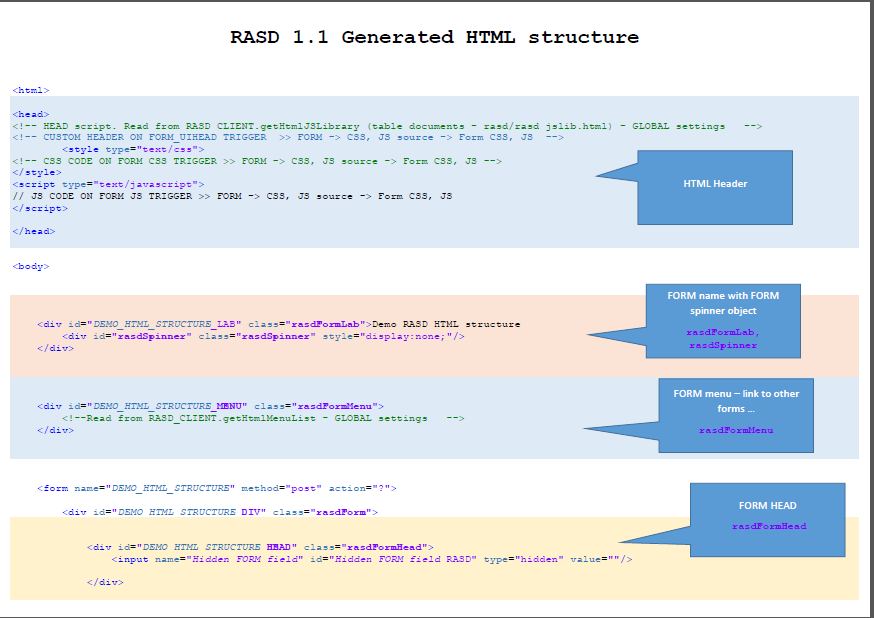 RASD 1.1 Generated HTML structure
<html>
<head>
<!-- HEAD script. Read from RASD CLIENT.getHtmlJSLibrary (table documents - rasd/rasd jslib.html) - GLOBAL settings -->
<!-- CUSTOM HEADER ON FORM_UIHEAD TRIGGER >> FORM -> CSS, JS source -> Form CSS, JS -->
<style type="text/css">
<!-- CSS CODE ON FORM CSS TRIGGER >> FORM -> CSS, JS source -> Form CSS, JS -->
</style>
<script type="text/javascript">
// JS CODE ON FORM JS TRIGGER >> FORM -> CSS, JS source -> Form CSS, JS
</script>
</head>
HTML Header
<body>
<div id="DEMO_HTML_STRUCTURE_LAB" class="rasdFormLab">Demo RASD HTML structure
<div id="rasdSpinner" class="rasdSpinner" style="display:none;"/>
</div>
FORM name with FORM
spinner object
rasdFormLab,
rasdSpinner
<div id="DEMO_HTML_STRUCTURE_MENU" class="rasdFormMenu">
<!--Read from RASD_CLIENT.getHtmlMenuList - GLOBAL settings -->
</div>
FORM menu – link to other
forms ...
rasdFormMenu
<form name="DEMO_HTML_STRUCTURE" method="post" action="?">
<div id="DEMO HTML STRUCTURE DIV" class="rasdForm">
<div id="DEMO HTML STRUCTURE HEAD" class="rasdFormHead">
<input name="Hidden FORM field" id="Hidden FORM field RASD" type="hidden" value=""/>
</div>
FORM HEAD
rasdFormHead